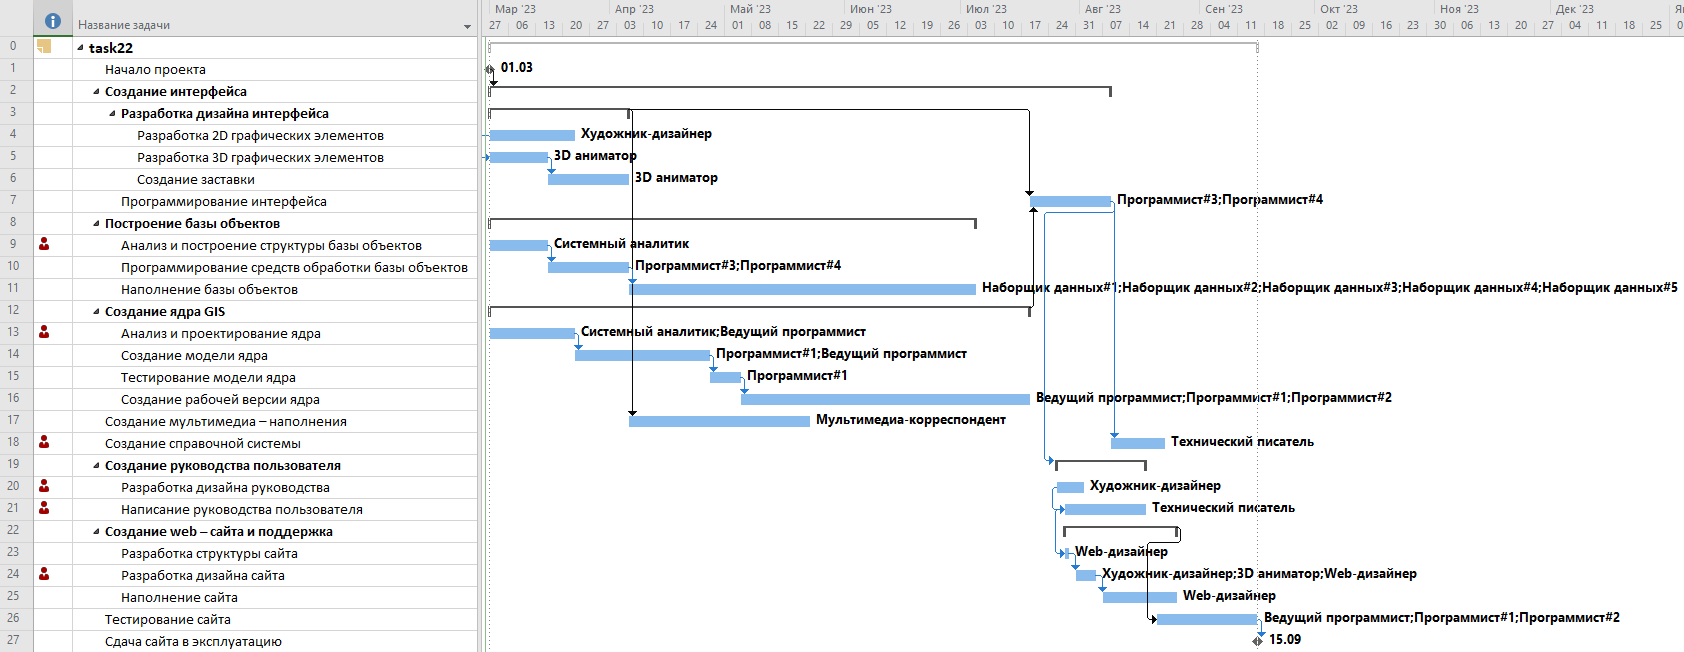 Название задачи
Мар '23 Апр '23 Май '23 Июн '23 Июл '23 Авг '23 Сен '23 Окт '23 Ноя '23 Дек '23
27 06 13 20 27 03 10 17 24 01 08 15 22 29 05 12 19 26 03 10 17 24 31 07 14 21 28 04 11 18 25 02 09 16 23 30 06 13 20 27 04 11 18 25
0 task22
1 Начало проекта 01.03
2 Создание интерфейса
3 Разработка дизайна интерфейса
4 Разработка 2D графических элементов Художник-дизайнер
5 Разработка 3D графических элементов 3D аниматор
6 Создание заставки 3D аниматор
7 Программирование интерфейса Программист#3;Программист#4
8 Построение базы объектов
9 Анализ и построение структуры базы объектов Системный аналитик
10 Программирование средств обработки базы объектов Программист#3;Программист#4
11 Наполнение базы объектов Наборщик данных#1;Наборщик данных#2;Наборщик данных#3;Наборщик данных#4;Наборщик данных#5
12 Создание ядра GIS
13 Анализ и проектирование ядра Системный аналитик;Ведущий программист
14 Создание модели ядра Программист#1;Ведущий программист
15 Тестирование модели ядра Программист#1
16 Создание рабочей версии ядра Ведущий программист;Программист#1;Программист#2
17 Создание мультимедиа – наполнения Мультимедиа-корреспондент
18 Создание справочной системы Технический писатель
19 Создание руководства пользователя
20 Разработка дизайна руководства Художник-дизайнер
21 Написание руководства пользователя Технический писатель
22 Создание web – сайта и поддержка
23 Разработка структуры сайта Web-дизайнер
24 Разработка дизайна сайта Художник-дизайнер;3D аниматор;Web-дизайнер
25 Наполнение сайта Web-дизайнер
26 Тестирование сайта Ведущий программист;Программист#1;Программист#2
27 Сдача сайта в эксплуатацию 15.09